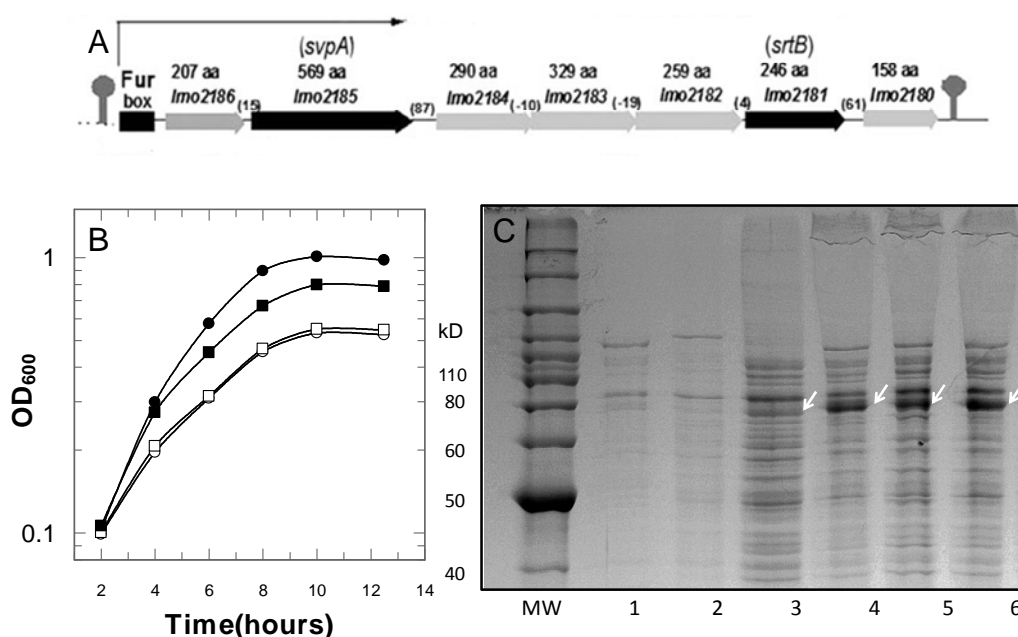 A
(svpA)
(srtB)
Fur
box
207 aa
569 aa
290 aa
329 aa
259 aa
246 aa
158 aa
lmo2186
(15)
lmo2185
(87)
lmo2184
(-10)
lmo2183
(-19)
lmo2182
(4)
lmo2181
(61)
lmo2180
B
1
0.1
OD600
2 4 6 8 10 12 14
Time(hours)
C
kD
110
80
60
50
40
MW 1 2 3 4 5 6